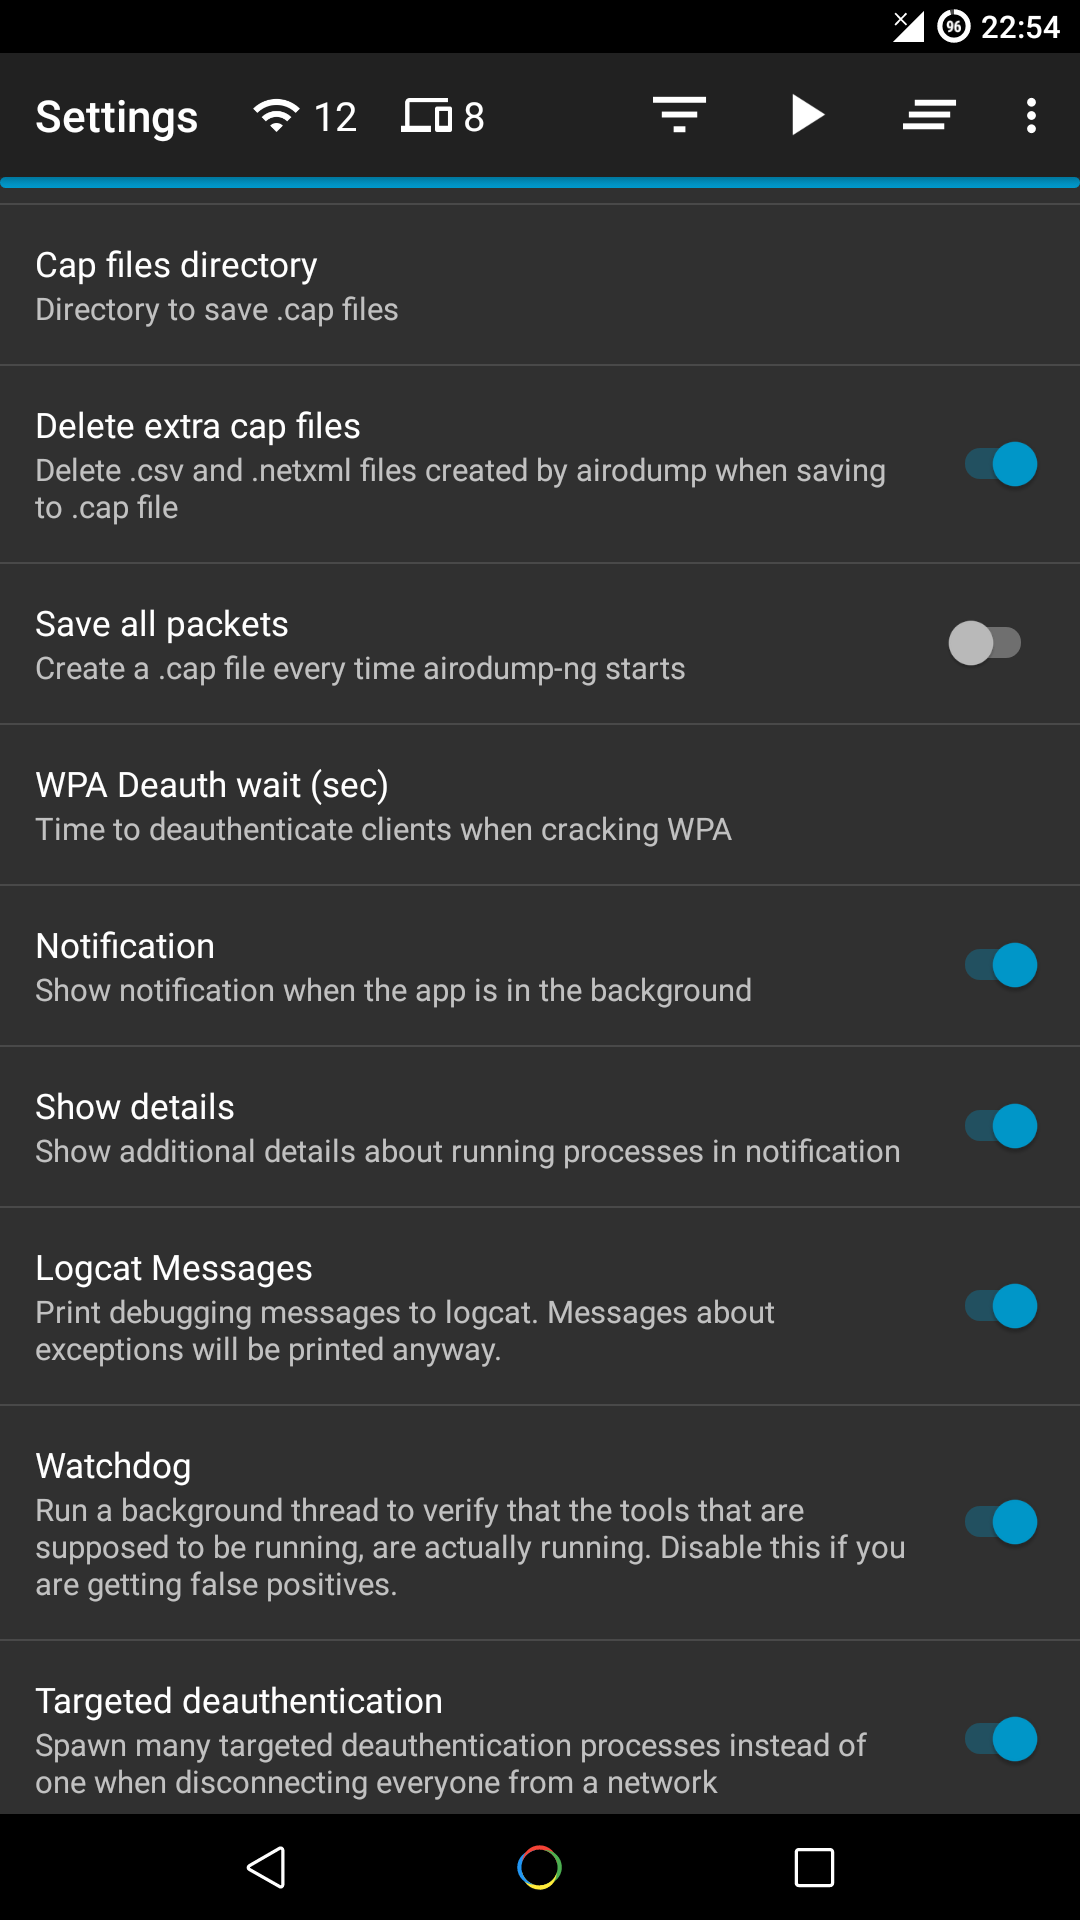 96 22:54
Settings 12 8
Cap files directory
Directory to save .cap files
Delete extra cap files
Delete .csv and .netxml files created by airodump when saving
to .cap file
Save all packets
Create a .cap file every time airodump-ng starts
WPA Deauth wait (sec)
Time to deauthenticate clients when cracking WPA
Notification
Show notification when the app is in the background
Show details
Show additional details about running processes in notification
Logcat Messages
Print debugging messages to logcat. Messages about
exceptions will be printed anyway.
Watchdog
Run a background thread to verify that the tools that are
supposed to be running, are actually running. Disable this if you
are getting false positives.
Targeted deauthentication
Spawn many targeted deauthentication processes instead of
one when disconnecting everyone from a network